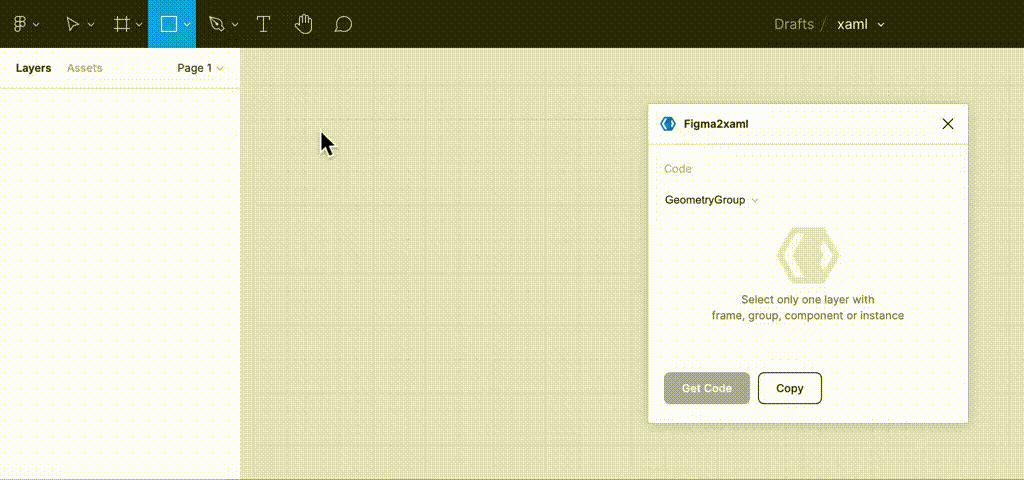 Drafts / xaml
Layers Assets Page 1
Figma2xaml
Code
GeometryGroup
Select only one layer with
frame, group, component or instance
Get Code Copy